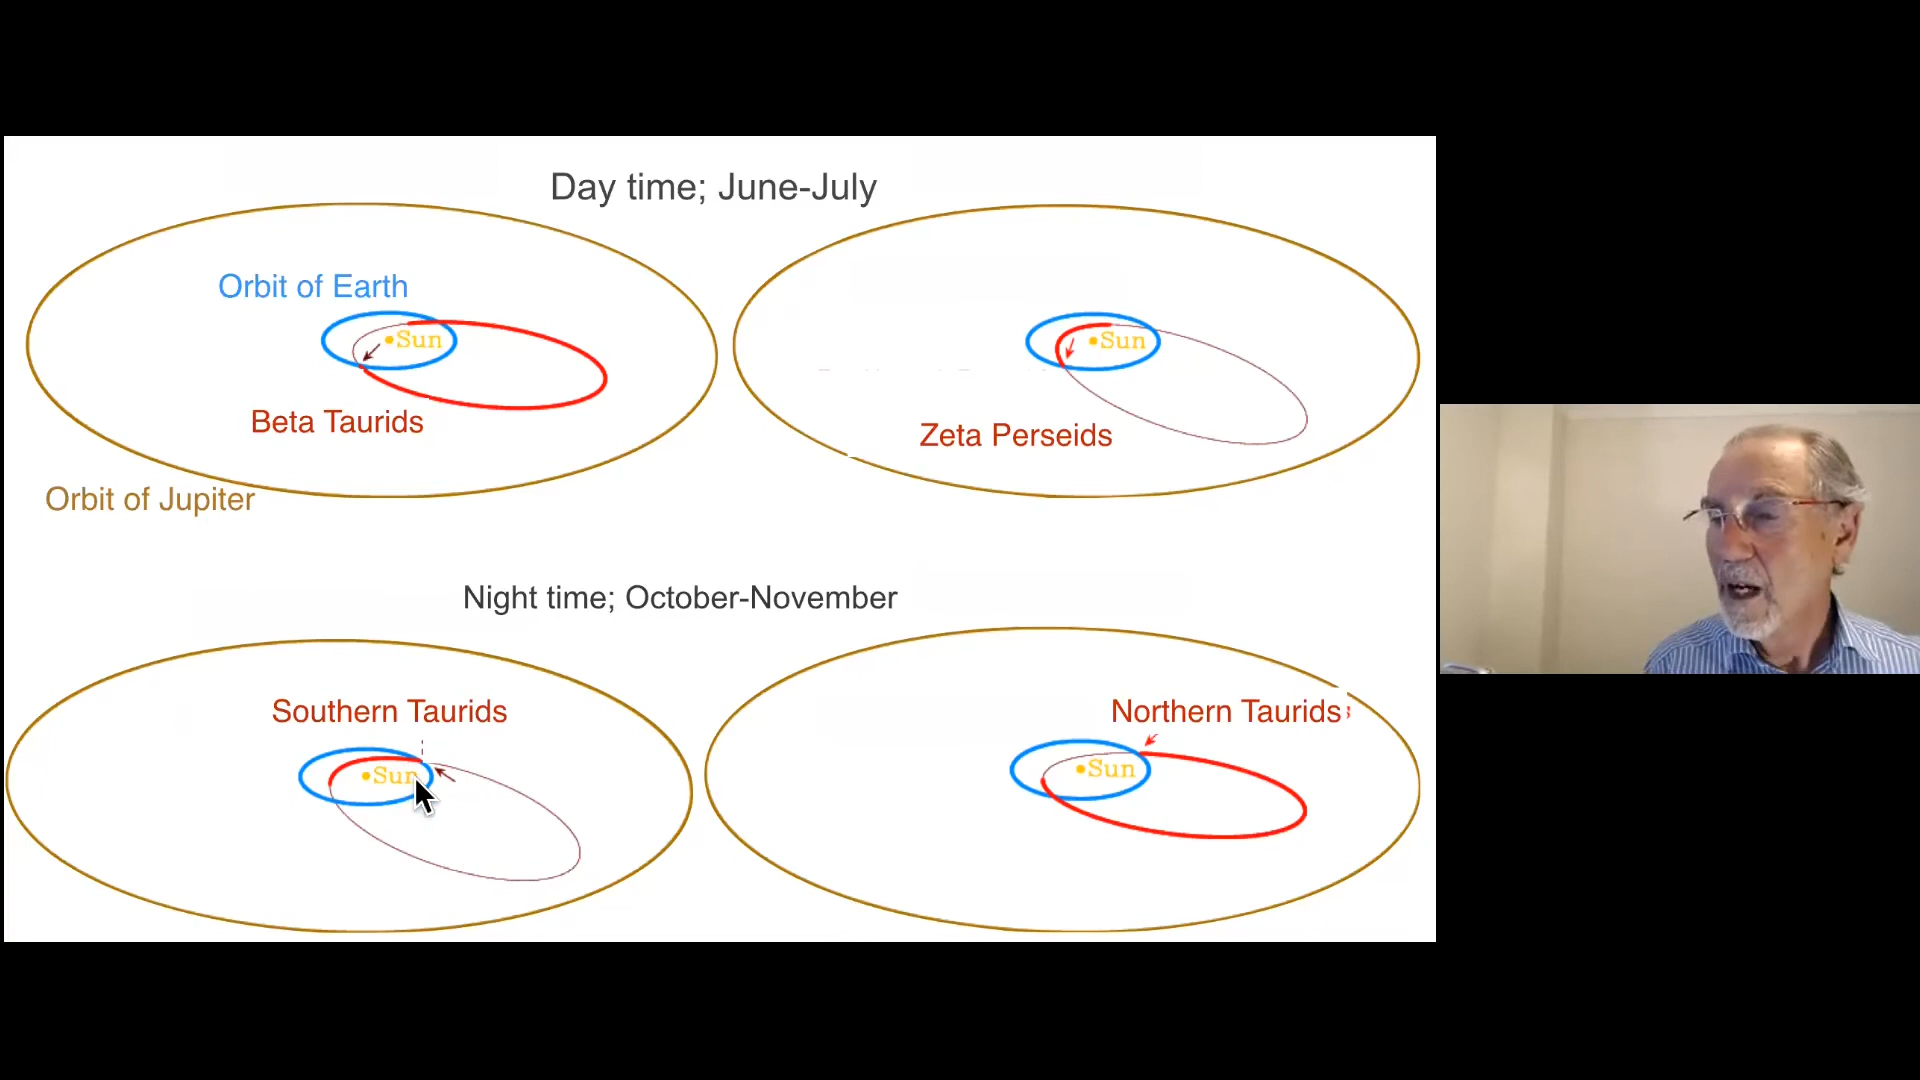 Day time; June-July
Orbit of Earth
Sun
Sun
Beta Taurids
Zeta Perseids
Orbit of Jupiter
Night time; October-November
Southern Taurids
Northern Taurids
Sun
Sun